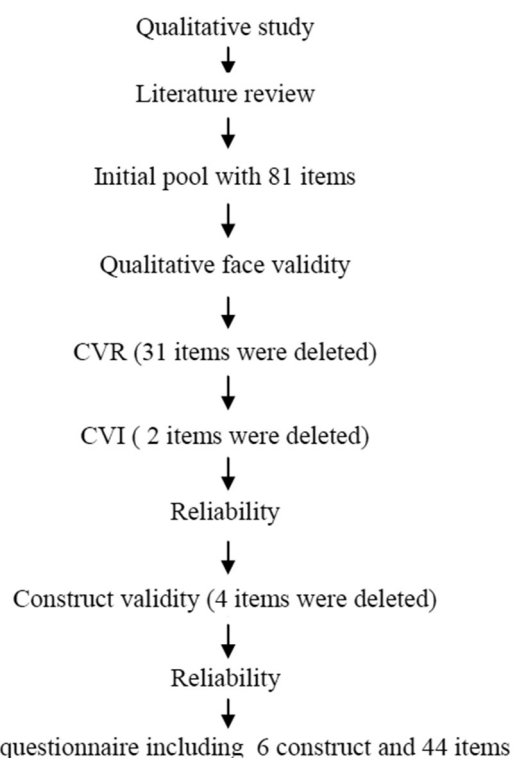 Qualitative study
Literature review
Initial pool with 81 items
Qualitative face validity
CVR (31 items were deleted)
CVI ( 2 items were deleted)
Reliability
Construct validity (4 items were deleted)
Reliability
questionnaire including 6 construct and 44 items